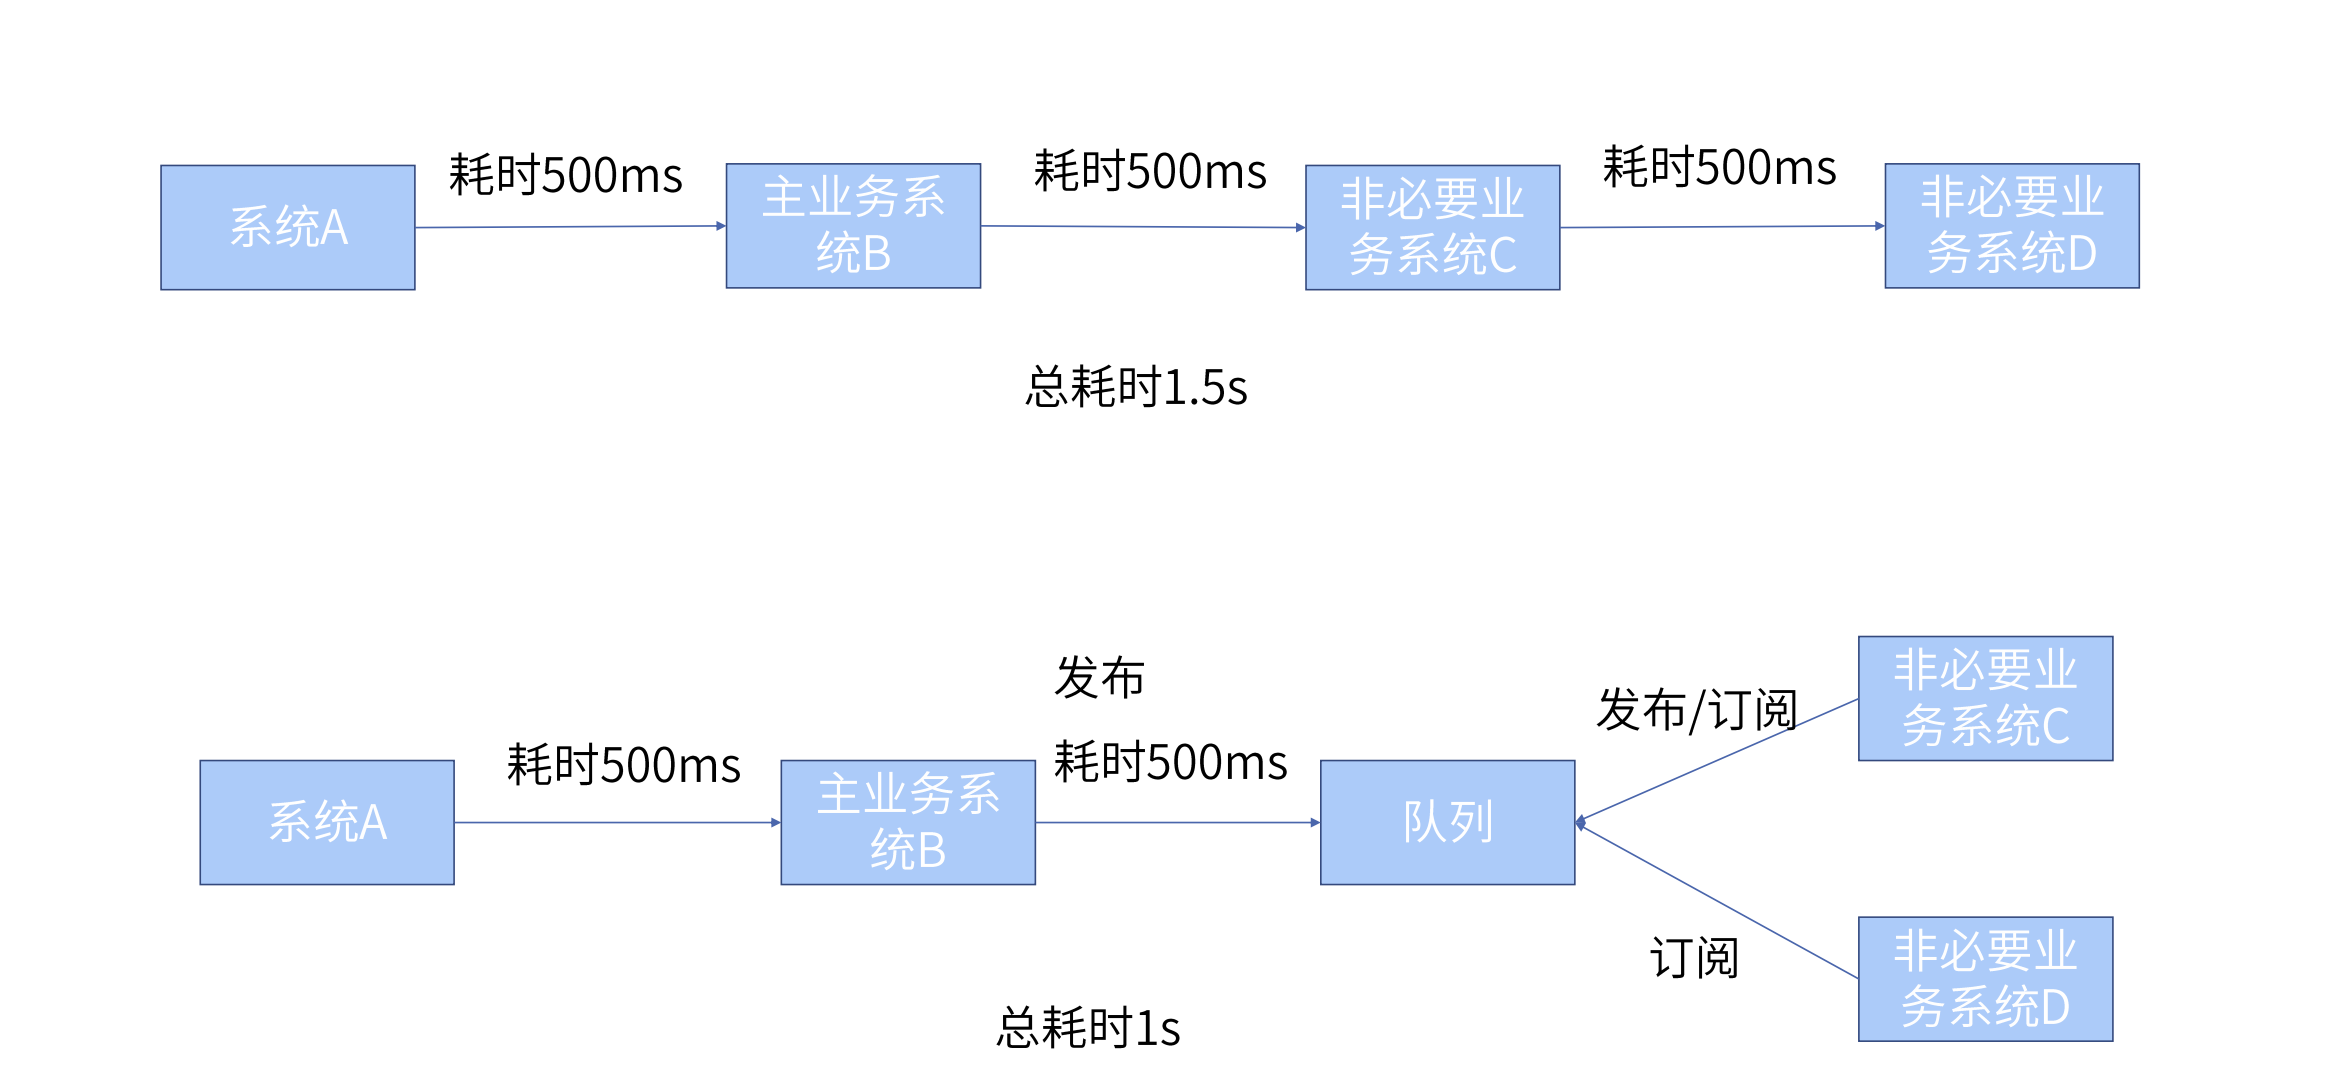 耗时500ms
耗时500ms
耗时500ms
系统A
主业务系
统B
非必要业
务系统C
非必要业
务系统D
总耗时1.5s
发布
耗时500ms
耗时500ms
发布/订阅
系统A
主业务系
统B
队列
非必要业
务系统C
订阅
非必要业
务系统D
总耗时1s